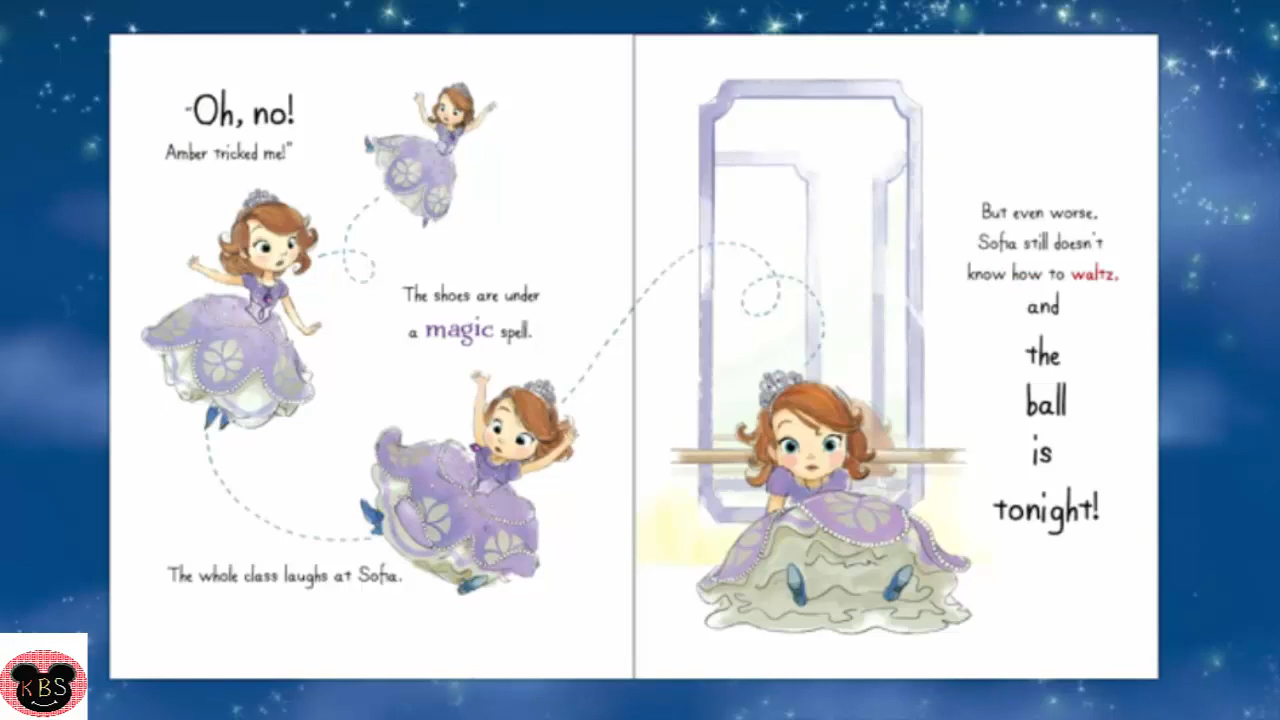 "Oh, no!
Amber tricked me!"
The shoes are under
a magic spell.
The whole class laughs at Sofia.
But even worse,
Sofia still doesn't
know how to waltz,
and
the
ball
is
tonight!
KBS